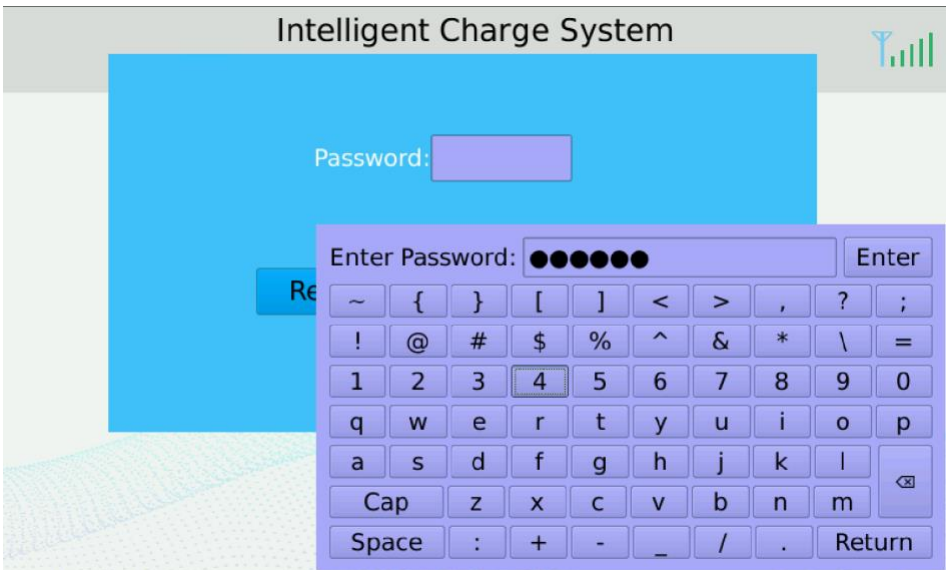 Intelligent Charge System
Password:
Enter Password: ●●●●●● Enter
Re
~ { } [ ] < > , ? ;
! @ # $ % ^ & * \ =
1 2 3 4 5 6 7 8 9 0
q w e r t y u i o p
a s d f g h j k l
Cap z x c v b n m
Space : + - _ / . Return